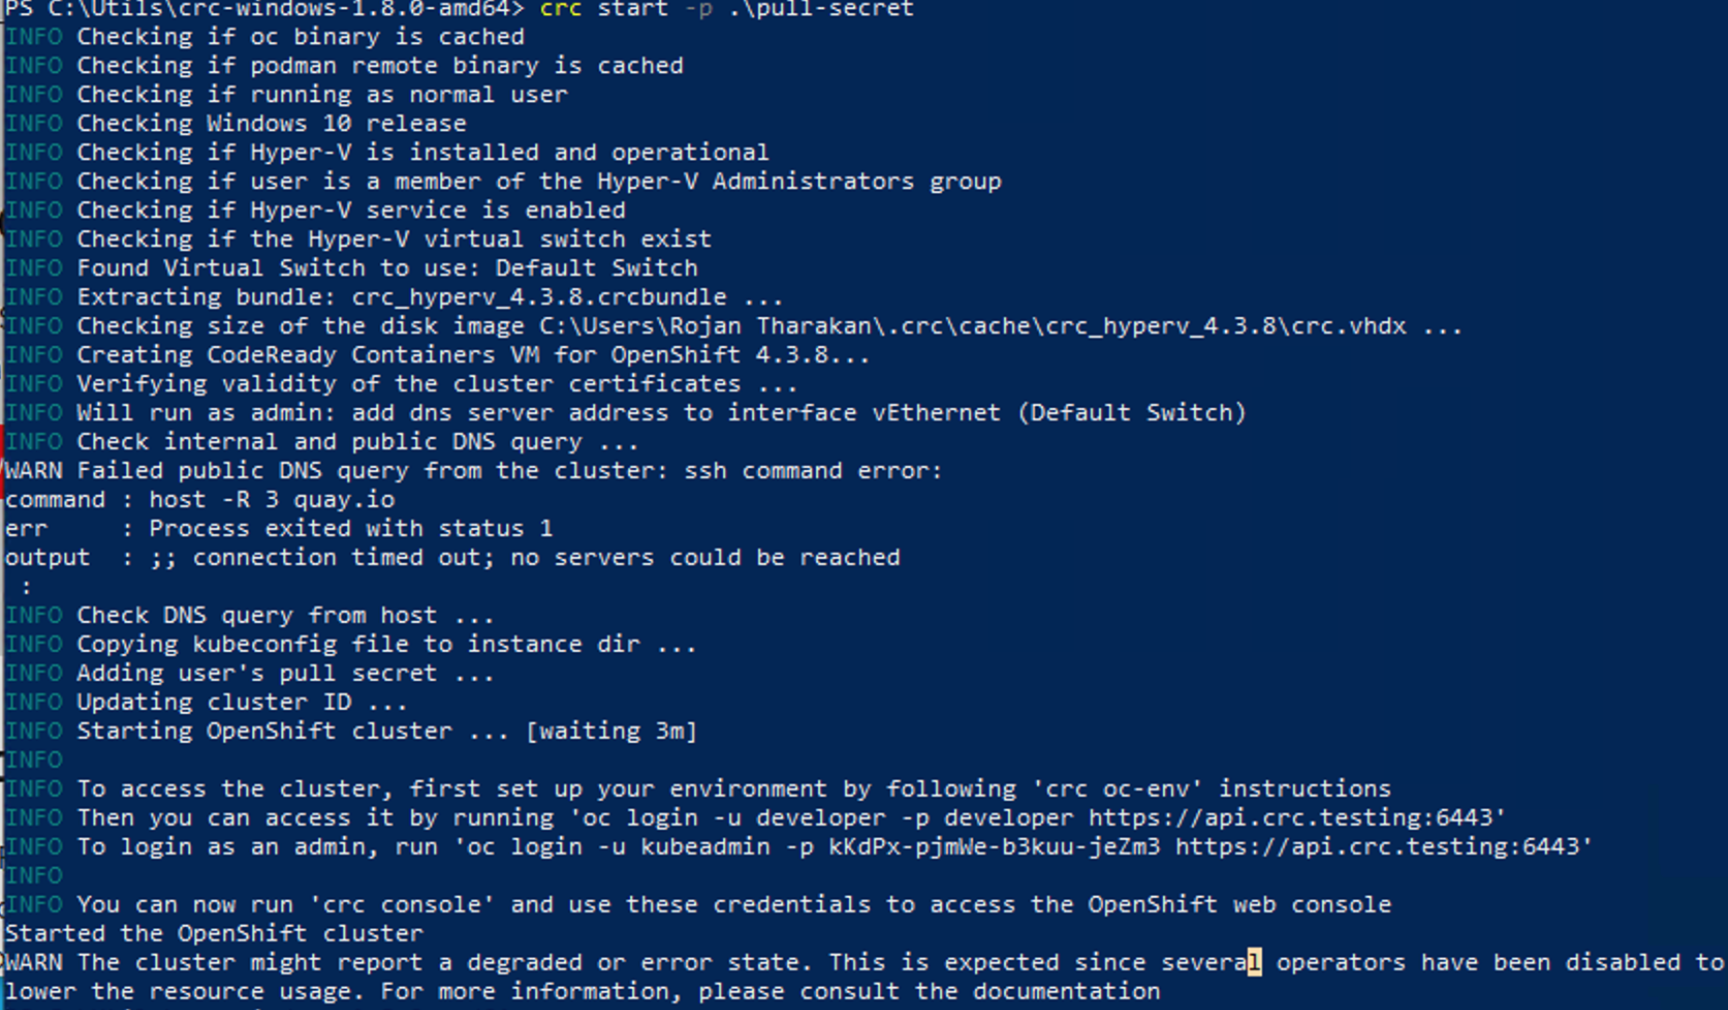 PS C:\Utils\crc-windows-1.8.0-amd64> crc start -p .\pull-secret
INFO Checking if oc binary is cached
INFO Checking if podman remote binary is cached
INFO Checking if running as normal user
INFO Checking Windows 10 release
INFO Checking if Hyper-V is installed and operational
INFO Checking if user is a member of the Hyper-V Administrators group
INFO Checking if Hyper-V service is enabled
INFO Checking if the Hyper-V virtual switch exist
INFO Found Virtual Switch to use: Default Switch
INFO Extracting bundle: crc_hyperv_4.3.8.crcbundle ...
INFO Checking size of the disk image C:\Users\Rojan Tharakan\.crc\cache\crc_hyperv_4.3.8\crc.vhdx ...
INFO Creating CodeReady Containers VM for OpenShift 4.3.8...
INFO Verifying validity of the cluster certificates ...
INFO Will run as admin: add dns server address to interface vEthernet (Default Switch)
INFO Check internal and public DNS query ...
WARN Failed public DNS query from the cluster: ssh command error:
command : host -R 3 quay.io
err     : Process exited with status 1
output  : ;; connection timed out; no servers could be reached
 :
INFO Check DNS query from host ...
INFO Copying kubeconfig file to instance dir ...
INFO Adding user's pull secret ...
INFO Updating cluster ID ...
INFO Starting OpenShift cluster ... [waiting 3m]
INFO
INFO To access the cluster, first set up your environment by following 'crc oc-env' instructions
INFO Then you can access it by running 'oc login -u developer -p developer https://api.crc.testing:6443'
INFO To login as an admin, run 'oc login -u kubeadmin -p kKdPx-pjmWe-b3kuu-jeZm3 https://api.crc.testing:6443'
INFO
INFO You can now run 'crc console' and use these credentials to access the OpenShift web console
Started the OpenShift cluster
WARN The cluster might report a degraded or error state. This is expected since several operators have been disabled to
lower the resource usage. For more information, please consult the documentation